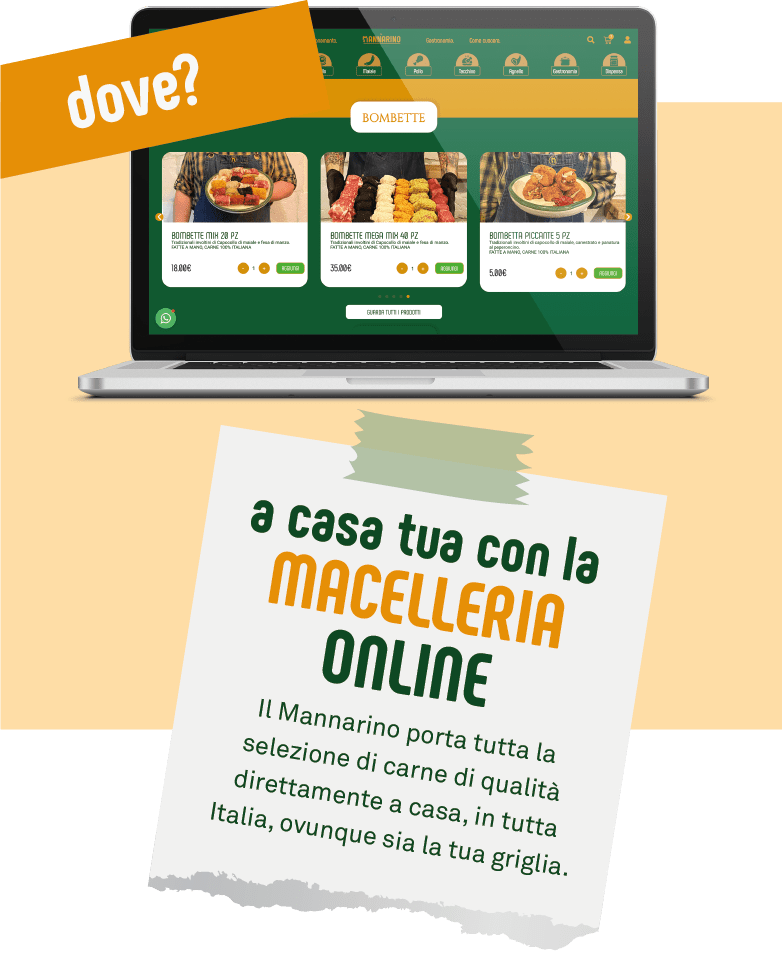 dove?
MANNARINO
Gastronomia.
Come cuocere.
Maiale
Pollo
Tacchino
Agnello
Gastronomia
Dispensa
BOMBETTE
BOMBETTE MIX 20 PZ
Tradizionali involtini di Capocollo di maiale e fesa di manzo.
FATTE A MANO, CARNE 100% ITALIANA
18.00€
- 1 +
AGGIUNGI
BOMBETTE MEGA MIX 40 PZ
Tradizionali involtini di Capocollo di maiale e fesa di manzo.
FATTE A MANO, CARNE 100% ITALIANA
35.00€
- 1 +
AGGIUNGI
BOMBETTA PICCANTE 5 PZ
Tradizionali involtini di capocollo di maiale, canestrato e panatura
al peperoncino.
FATTE A MANO, CARNE 100% ITALIANA
5.00€
- 1 +
AGGIUNGI
GUARDA TUTTI I PRODOTTI
a casa tua con la
MACELLERIA
ONLINE
Il Mannarino porta tutta la
selezione di carne di qualità
direttamente a casa, in tutta
Italia, ovunque sia la tua griglia.